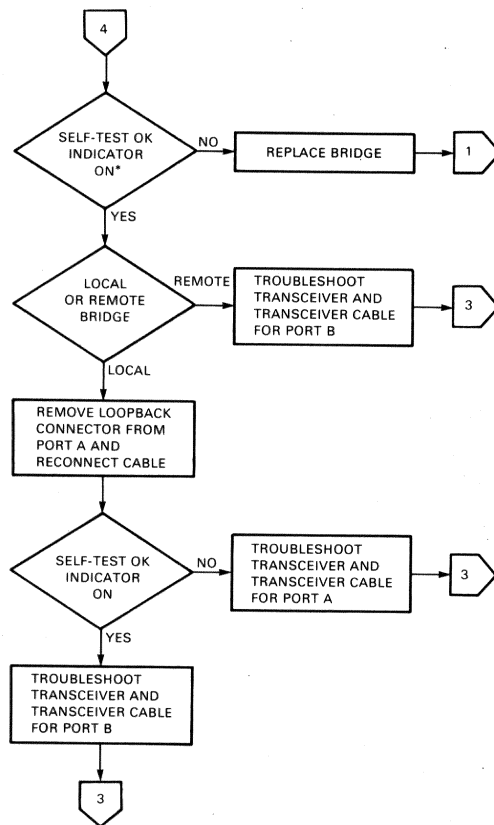 4
SELF-TEST OK
INDICATOR
ON*
NO
REPLACE BRIDGE
1
YES
LOCAL
OR REMOTE
BRIDGE
REMOTE
TROUBLESHOOT
TRANSCEIVER AND
TRANSCEIVER CABLE
FOR PORT B
3
LOCAL
REMOVE LOOPBACK
CONNECTOR FROM
PORT A AND
RECONNECT CABLE
SELF-TEST OK
INDICATOR
ON
NO
TROUBLESHOOT
TRANSCEIVER AND
TRANSCEIVER CABLE
FOR PORT A
3
YES
TROUBLESHOOT
TRANSCEIVER AND
TRANSCEIVER CABLE
FOR PORT B
3